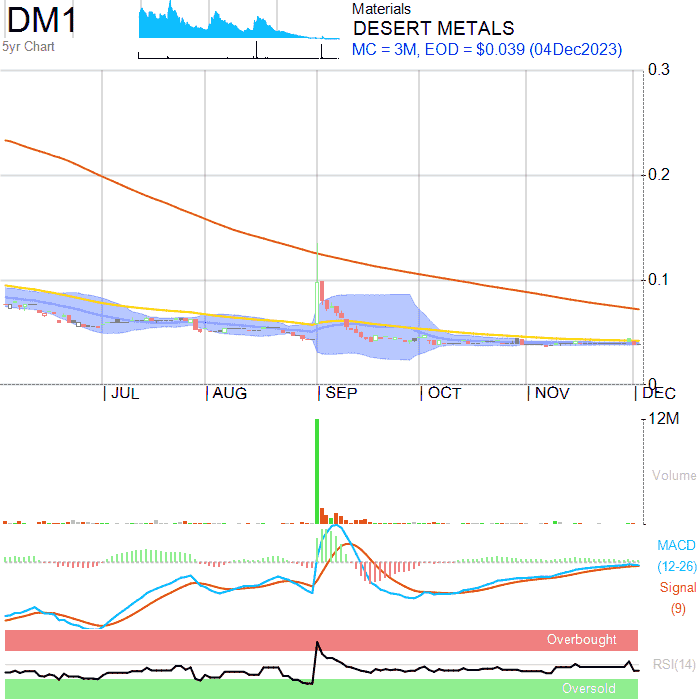 DM1
5yr Chart
Materials
DESERT METALS
MC = 3M, EOD = $0.039 (04Dec2023)
0.3
0.2
0.1
0
JUL AUG SEP OCT NOV DEC
12M
Volume
MACD
(12-26)
Signal
(9)
Overbought
RSI(14)
Oversold